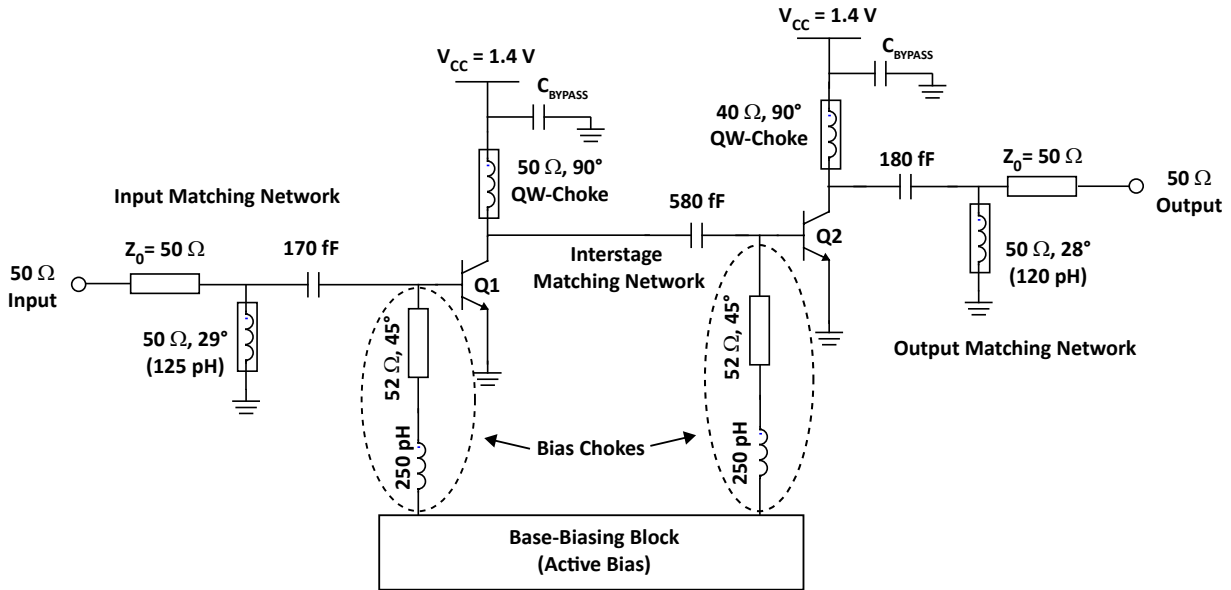 V_CC = 1.4 V
C_BYPASS
40 Ω, 90°
QW-Choke
180 fF
Z₀= 50 Ω
50 Ω
Output
Q2
50 Ω, 28°
(120 pH)
Output Matching Network
V_CC = 1.4 V
C_BYPASS
50 Ω, 90°
QW-Choke
580 fF
Interstage
Matching Network
Input Matching Network
Z₀= 50 Ω
170 fF
50 Ω
Input
Q1
50 Ω, 29°
(125 pH)
52 Ω, 45°
250 pH
Bias Chokes
52 Ω, 45°
250 pH
Base-Biasing Block
(Active Bias)